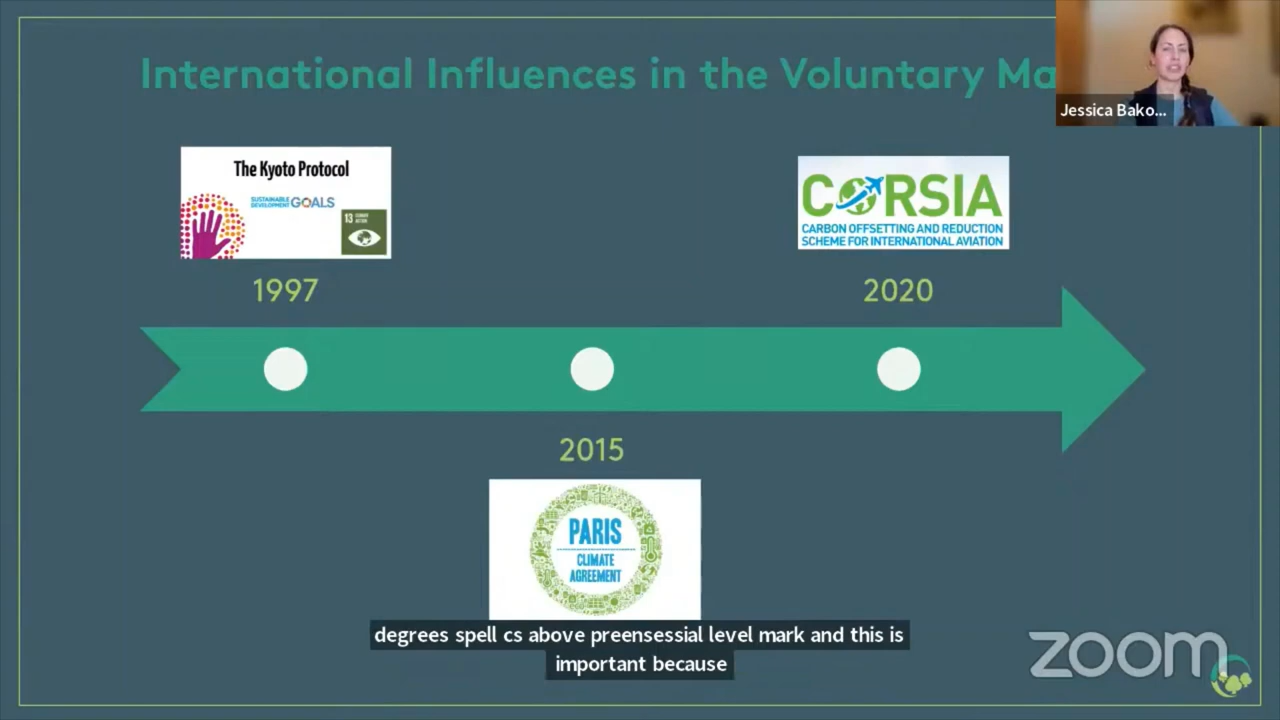 International Influences in the Voluntary Ma
Jessica Bako...
The Kyoto Protocol
SUSTAINABLE DEVELOPMENT GOALS
13 CLIMATE ACTION
1997
CORSIA
CARBON OFFSETTING AND REDUCTION
SCHEME FOR INTERNATIONAL AVIATION
2020
2015
PARIS
CLIMATE
AGREEMENT
degrees spell cs above preensessial level mark and this is
important because
zoom